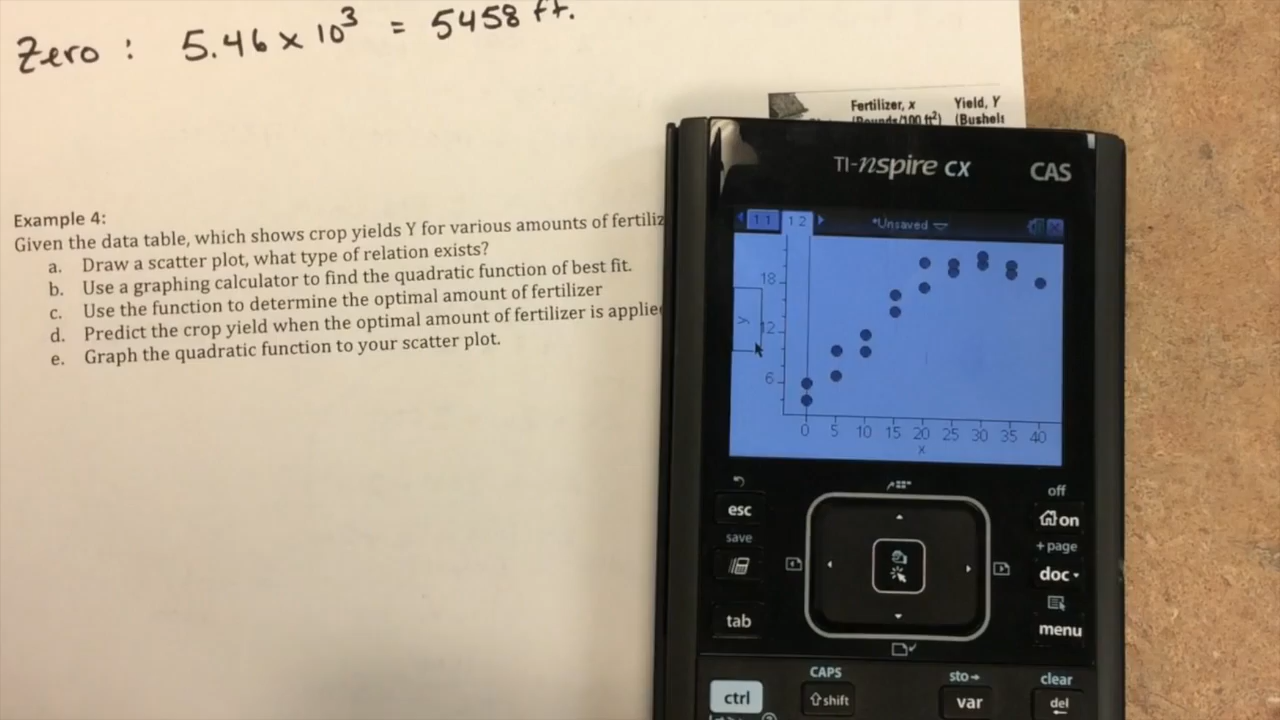 Zero : 5.46 x 10³ = 5458 ft.
Fertilizer, x Yield, Y
(Pounds/100 ft²) (Bushels
Example 4:
Given the data table, which shows crop yields Y for various amounts of fertiliz
a. Draw a scatter plot, what type of relation exists?
b. Use a graphing calculator to find the quadratic function of best fit.
c. Use the function to determine the optimal amount of fertilizer
d. Predict the crop yield when the optimal amount of fertilizer is applie
e. Graph the quadratic function to your scatter plot.
TI-nspire CX CAS
1.1 1.2 *Unsaved
18
y
12
6
0 5 10 15 20 25 30 35 40
x
esc
off
on
save
+ page
doc
tab
menu
CAPS
sto→
clear
ctrl
shift
var
del